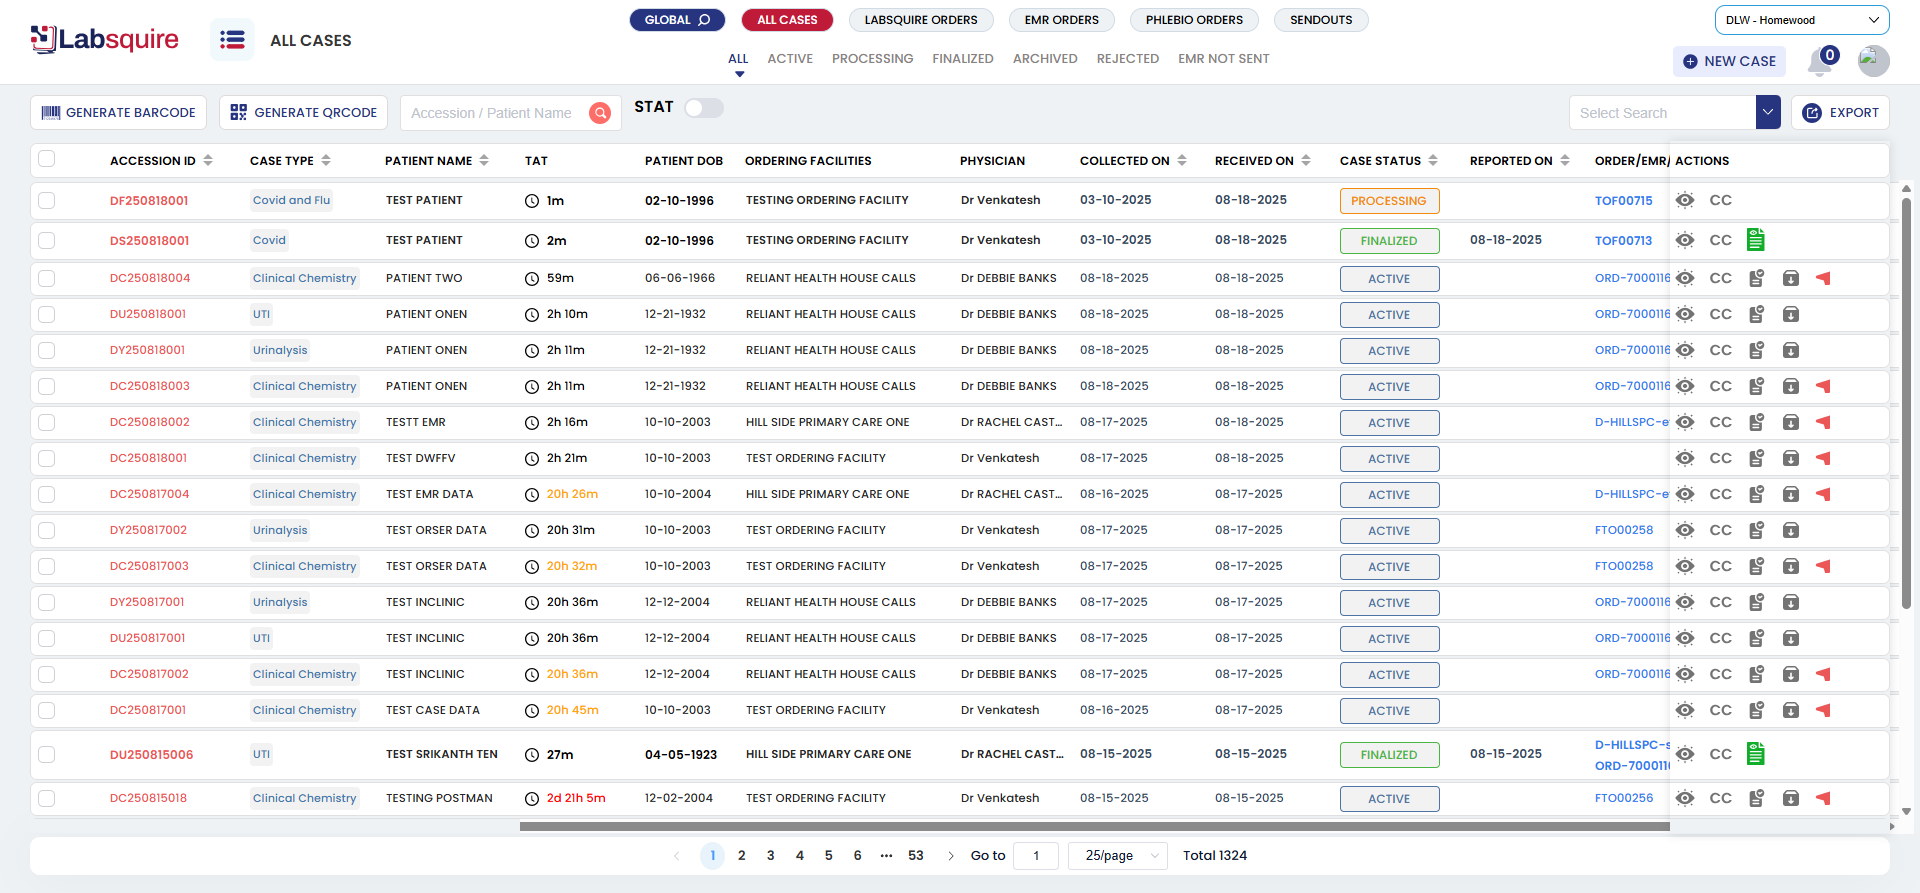 Labsquire
ALL CASES
GLOBAL
ALL CASES
LABSQUIRE ORDERS
EMR ORDERS
PHLEBIO ORDERS
SENDOUTS
DLW - Homewood
ALL
ACTIVE
PROCESSING
FINALIZED
ARCHIVED
REJECTED
EMR NOT SENT
NEW CASE
0
GENERATE BARCODE
GENERATE QRCODE
Accession / Patient Name
STAT
Select Search
EXPORT
ACCESSION ID CASE TYPE PATIENT NAME TAT PATIENT DOB ORDERING FACILITIES PHYSICIAN COLLECTED ON RECEIVED ON CASE STATUS REPORTED ON ORDER/EMR/ ACTIONS
DF250818001 Covid and Flu TEST PATIENT 1m 02-10-1996 TESTING ORDERING FACILITY Dr Venkatesh 03-10-2025 08-18-2025 PROCESSING TOF00715 CC
DS250818001 Covid TEST PATIENT 2m 02-10-1996 TESTING ORDERING FACILITY Dr Venkatesh 03-10-2025 08-18-2025 FINALIZED 08-18-2025 TOF00713 CC
DC250818004 Clinical Chemistry PATIENT TWO 59m 06-06-1966 RELIANT HEALTH HOUSE CALLS Dr DEBBIE BANKS 08-18-2025 08-18-2025 ACTIVE ORD-7000116 CC
DU250818001 UTI PATIENT ONEN 2h 10m 12-21-1932 RELIANT HEALTH HOUSE CALLS Dr DEBBIE BANKS 08-18-2025 08-18-2025 ACTIVE ORD-7000116 CC
DY250818001 Urinalysis PATIENT ONEN 2h 11m 12-21-1932 RELIANT HEALTH HOUSE CALLS Dr DEBBIE BANKS 08-18-2025 08-18-2025 ACTIVE ORD-7000116 CC
DC250818003 Clinical Chemistry PATIENT ONEN 2h 11m 12-21-1932 RELIANT HEALTH HOUSE CALLS Dr DEBBIE BANKS 08-18-2025 08-18-2025 ACTIVE ORD-7000116 CC
DC250818002 Clinical Chemistry TESTT EMR 2h 16m 10-10-2003 HILL SIDE PRIMARY CARE ONE Dr RACHEL CAST... 08-17-2025 08-18-2025 ACTIVE D-HILLSPC-e CC
DC250818001 Clinical Chemistry TEST DWFFV 2h 21m 10-10-2003 TEST ORDERING FACILITY Dr Venkatesh 08-17-2025 08-18-2025 ACTIVE CC
DC250817004 Clinical Chemistry TEST EMR DATA 20h 26m 10-10-2004 HILL SIDE PRIMARY CARE ONE Dr RACHEL CAST... 08-16-2025 08-17-2025 ACTIVE D-HILLSPC-e CC
DY250817002 Urinalysis TEST ORSER DATA 20h 31m 10-10-2003 TEST ORDERING FACILITY Dr Venkatesh 08-17-2025 08-17-2025 ACTIVE FTO00258 CC
DC250817003 Clinical Chemistry TEST ORSER DATA 20h 32m 10-10-2003 TEST ORDERING FACILITY Dr Venkatesh 08-17-2025 08-17-2025 ACTIVE FTO00258 CC
DY250817001 Urinalysis TEST INCLINIC 20h 36m 12-12-2004 RELIANT HEALTH HOUSE CALLS Dr DEBBIE BANKS 08-17-2025 08-17-2025 ACTIVE ORD-7000116 CC
DU250817001 UTI TEST INCLINIC 20h 36m 12-12-2004 RELIANT HEALTH HOUSE CALLS Dr DEBBIE BANKS 08-17-2025 08-17-2025 ACTIVE ORD-7000116 CC
DC250817002 Clinical Chemistry TEST INCLINIC 20h 36m 12-12-2004 RELIANT HEALTH HOUSE CALLS Dr DEBBIE BANKS 08-17-2025 08-17-2025 ACTIVE ORD-7000116 CC
DC250817001 Clinical Chemistry TEST CASE DATA 20h 45m 10-10-2003 TEST ORDERING FACILITY Dr Venkatesh 08-16-2025 08-17-2025 ACTIVE CC
DU250815006 UTI TEST SRIKANTH TEN 27m 04-05-1923 HILL SIDE PRIMARY CARE ONE Dr RACHEL CAST... 08-15-2025 08-15-2025 FINALIZED 08-15-2025 D-HILLSPC-s CC
ORD-7000116
DC250815018 Clinical Chemistry TESTING POSTMAN 2d 21h 5m 12-02-2004 TEST ORDERING FACILITY Dr Venkatesh 08-15-2025 08-15-2025 ACTIVE FTO00256 CC
1 2 3 4 5 6 ... 53 Go to 1 25/page Total 1324